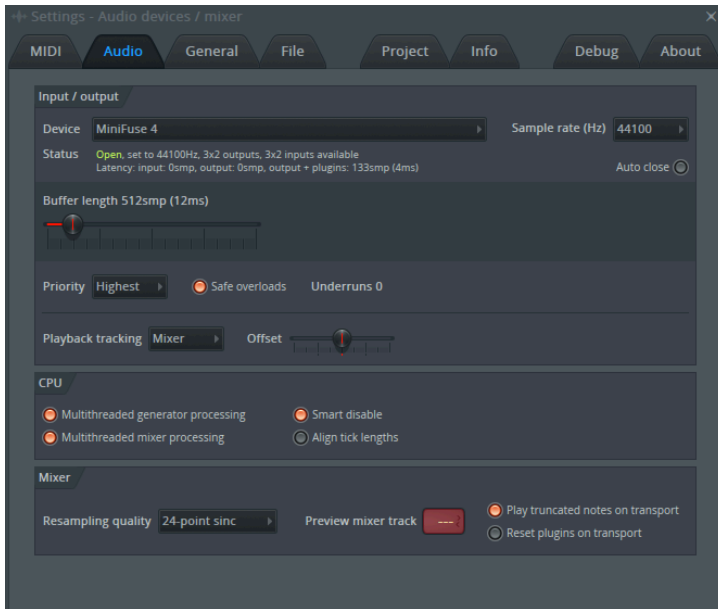 Settings - Audio devices / mixer
MIDI Audio General File Project Info Debug About
Input / output
Device MiniFuse 4 Sample rate (Hz) 44100
Status Open, set to 44100Hz, 3x2 outputs, 3x2 inputs available
Latency: input: 0smp, output: 0smp, output + plugins: 133smp (4ms) Auto close
Buffer length 512smp (12ms)
Priority Highest Safe overloads Underruns 0
Playback tracking Mixer Offset
CPU
Multithreaded generator processing Smart disable
Multithreaded mixer processing Align tick lengths
Mixer
Play truncated notes on transport
Resampling quality 24-point sinc Preview mixer track ---
Reset plugins on transport